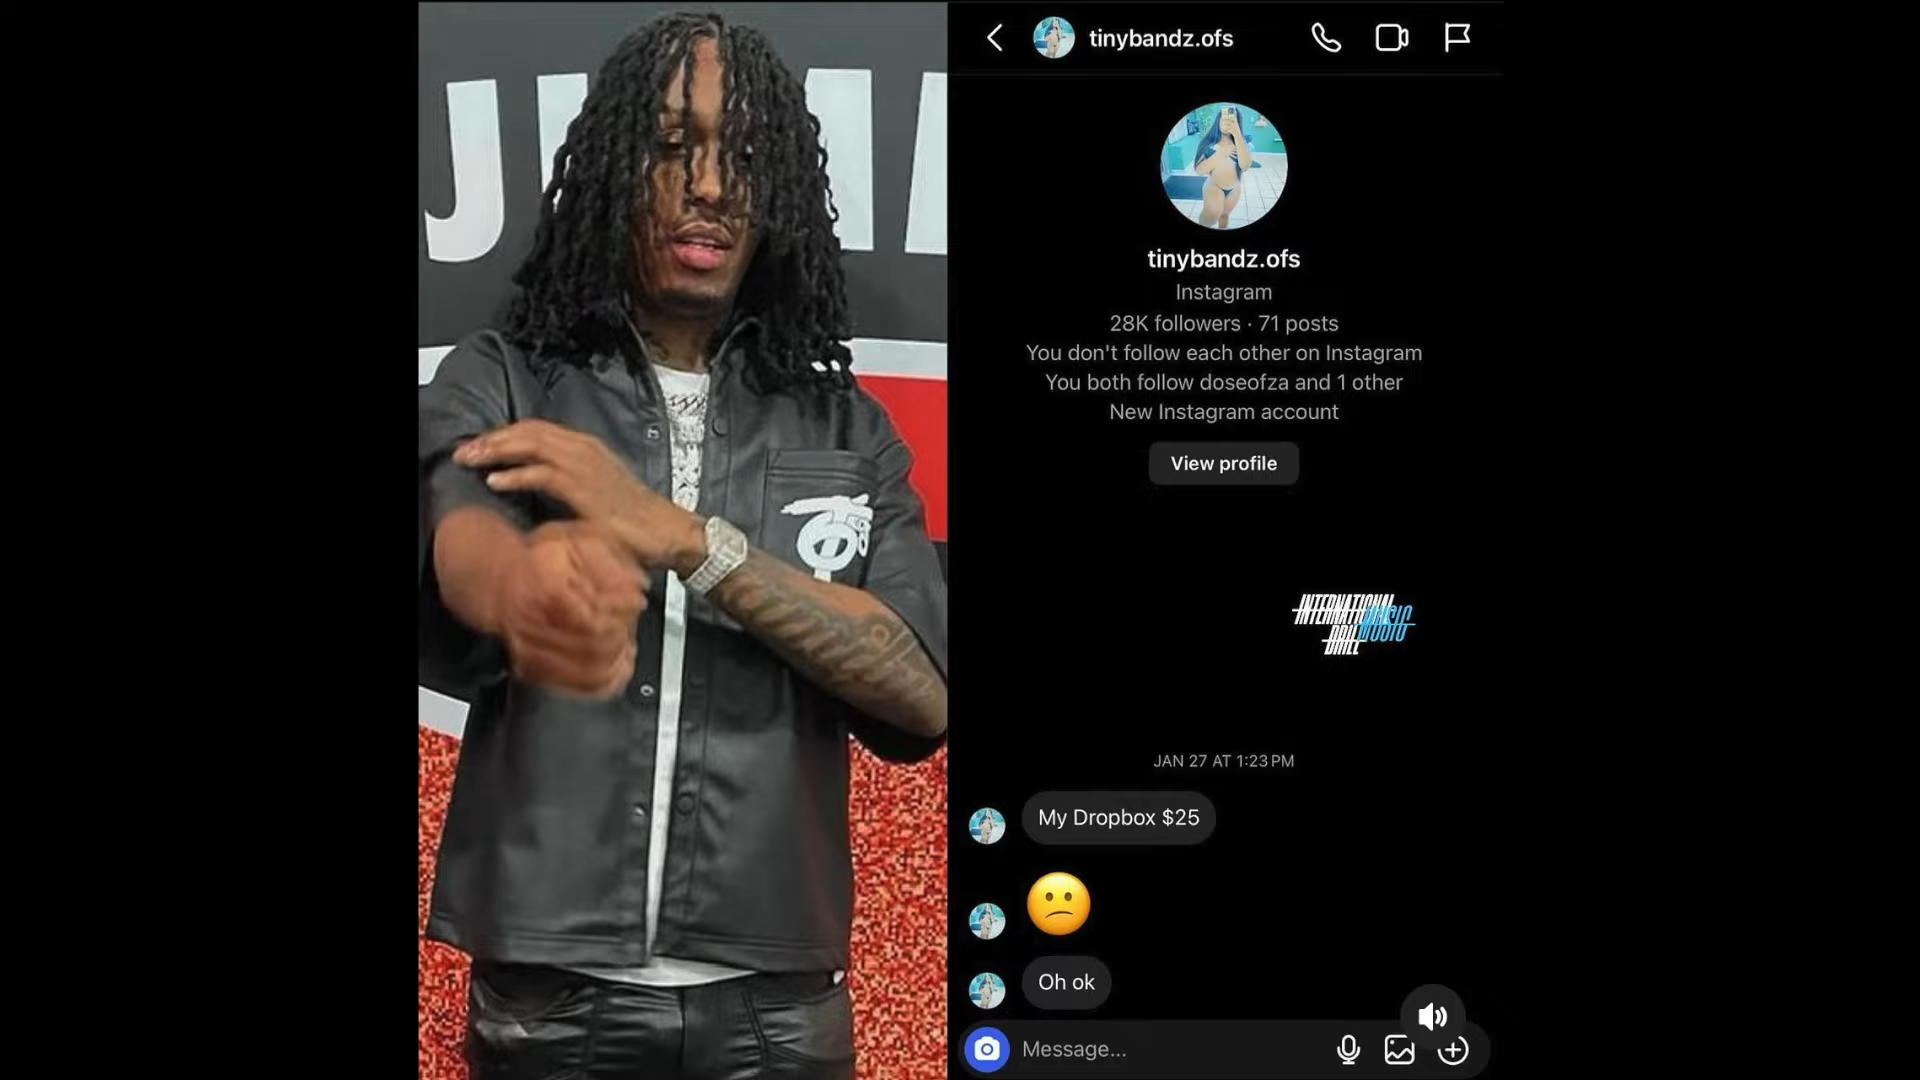 tinybandz.ofs
tinybandz.ofs
Instagram
28K followers · 71 posts
You don't follow each other on Instagram
You both follow doseofza and 1 other
New Instagram account
View profile
INTERNATIONAL
DRILL MUSIC
JAN 27 AT 1:23 PM
My Dropbox $25
😕
Oh ok
Message...